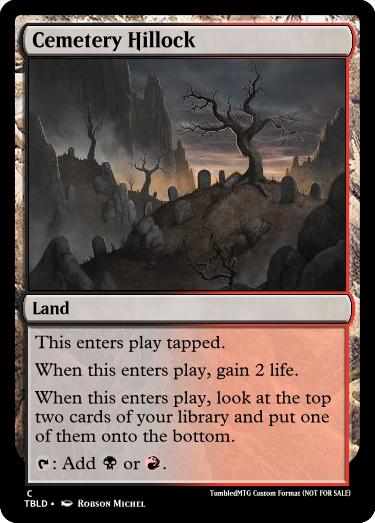 Cemetery Hillock
Land
This enters play tapped.
When this enters play, gain 2 life.
When this enters play, look at the top
two cards of your library and put one
of them onto the bottom.
: Add or .
C
TBLD • Robson Michel
TumbledMTG Custom Format (NOT FOR SALE)